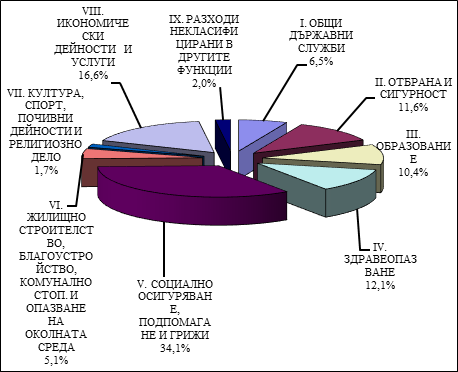 VIII.
ИКОНОМИЧЕ
СКИ
ДЕЙНОСТИ И
УСЛУГИ
16,6%
IX. РАЗХОДИ
НЕКЛАСИФИ
ЦИРАНИ В
ДРУГИТЕ
ФУНКЦИИ
2,0%
I. ОБЩИ
ДЪРЖАВНИ
СЛУЖБИ
6,5%
II. ОТБРАНА И
СИГУРНОСТ
11,6%
III.
ОБРАЗОВАНИ
Е
10,4%
IV.
ЗДРАВЕОПАЗ
ВАНЕ
12,1%
V. СОЦИАЛНО
ОСИГУРЯВАН
Е,
ПОДПОМАГА
НЕ И ГРИЖИ
34,1%
VI.
ЖИЛИЩНО
СТРОИТЕЛСТ
ВО,
БЛАГОУСТРО
ЙСТВО,
КОМУНАЛНО
СТОП. И
ОПАЗВАНЕ
НА
ОКОЛНАТА
СРЕДА
5,1%
VII. КУЛТУРА,
СПОРТ,
ПОЧИВНИ
ДЕЙНОСТИ И
РЕЛИГИОЗНО
ДЕЛО
1,7%